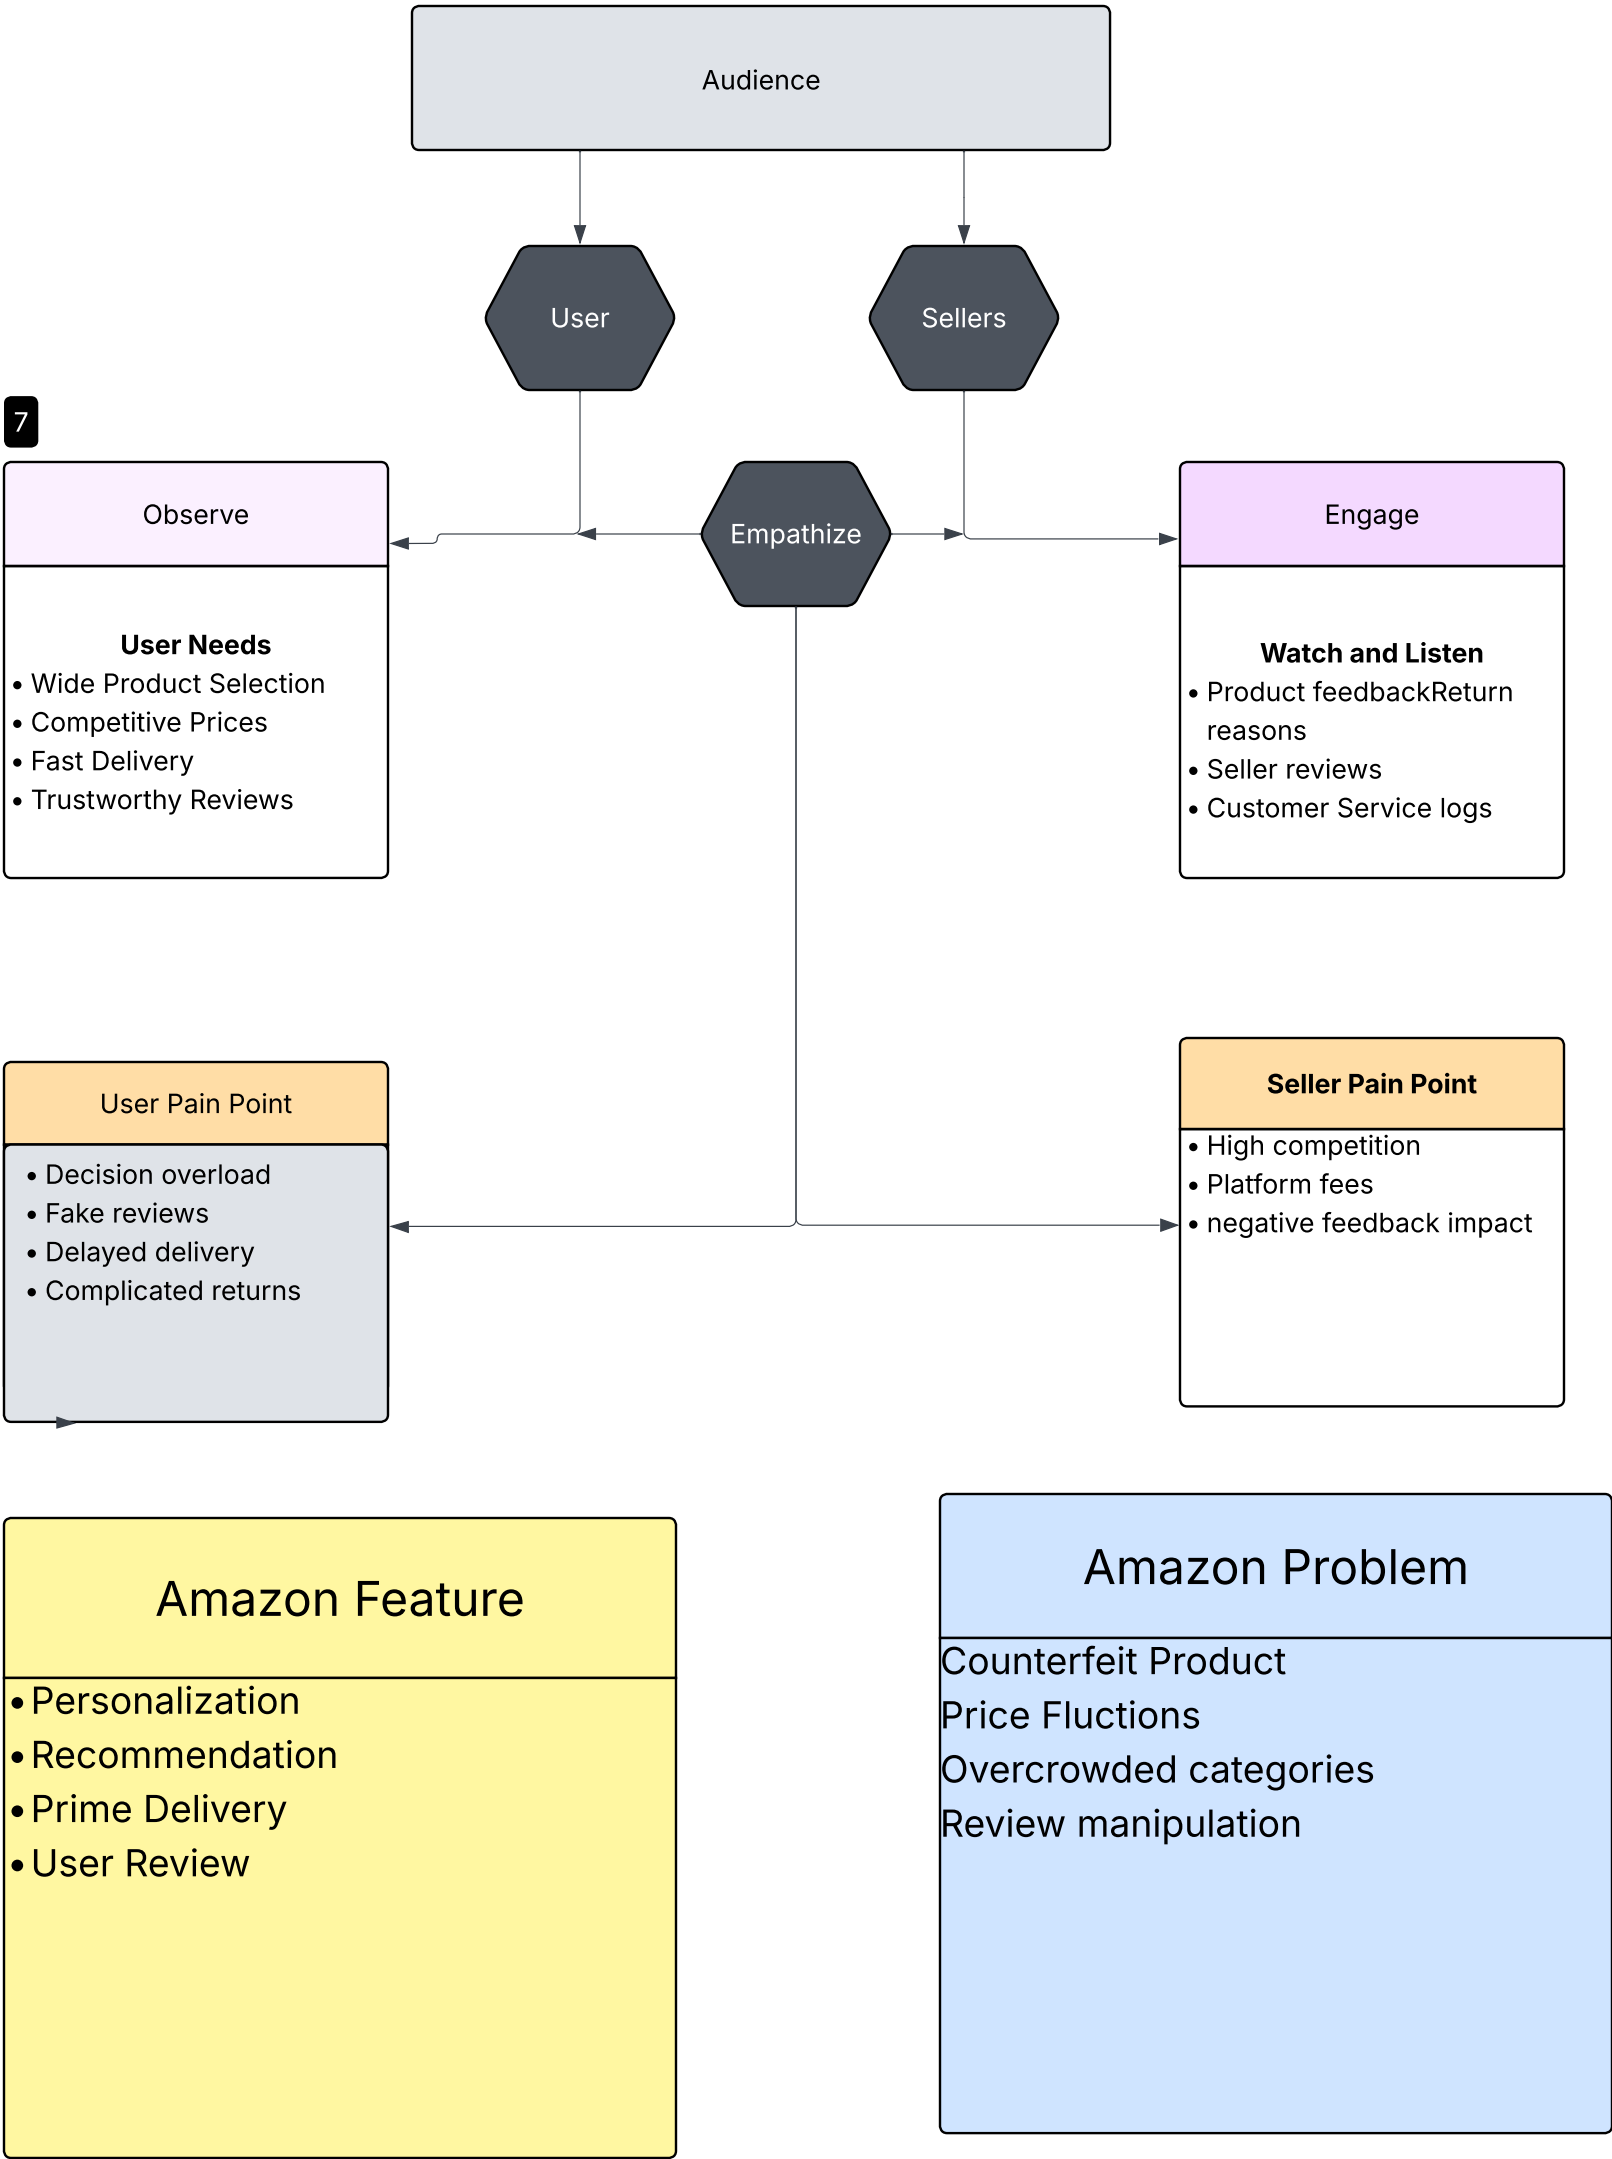 Audience
User
Sellers
7
Observe
Empathize
Engage
User Needs
• Wide Product Selection
• Competitive Prices
• Fast Delivery
• Trustworthy Reviews
Watch and Listen
• Product feedbackReturn
reasons
• Seller reviews
• Customer Service logs
User Pain Point
• Decision overload
• Fake reviews
• Delayed delivery
• Complicated returns
Seller Pain Point
• High competition
• Platform fees
• negative feedback impact
Amazon Feature
• Personalization
• Recommendation
• Prime Delivery
• User Review
Amazon Problem
Counterfeit Product
Price Fluctions
Overcrowded categories
Review manipulation